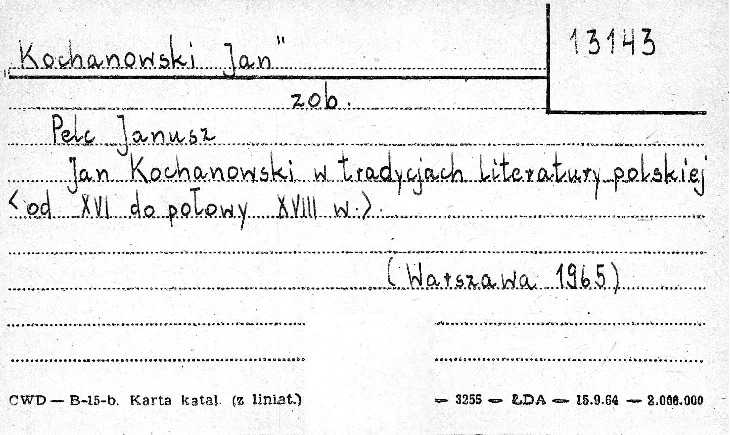 „Kochanowski Jan"
13143
zob.
Pelc Janusz
Jan Kochanowski w tradycjach literatury polskiej
<od XVI do połowy XVIII w.>.
(Warszawa 1965)
CWD — B-15-b. Karta katal. (z liniat.) — 3255 — ŁDA — 15.9.64 — 2.000.000